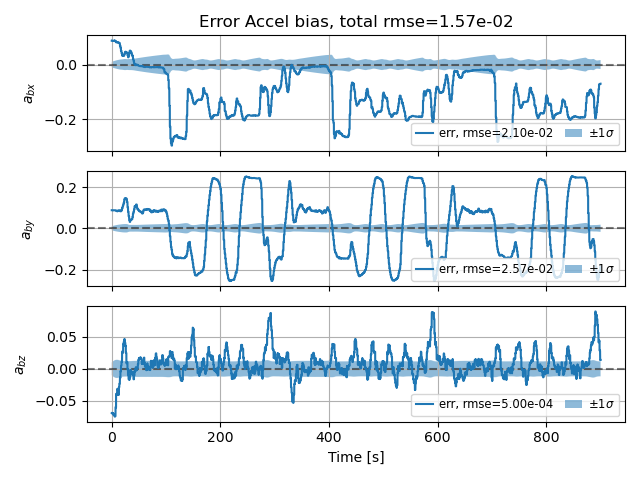 Error Accel bias, total rmse=1.57e-02
a_bx
0.0
−0.2
err, rmse=2.10e-02
±1σ
a_by
0.2
0.0
−0.2
err, rmse=2.57e-02
±1σ
a_bz
0.05
0.00
−0.05
err, rmse=5.00e-04
±1σ
0 200 400 600 800
Time [s]